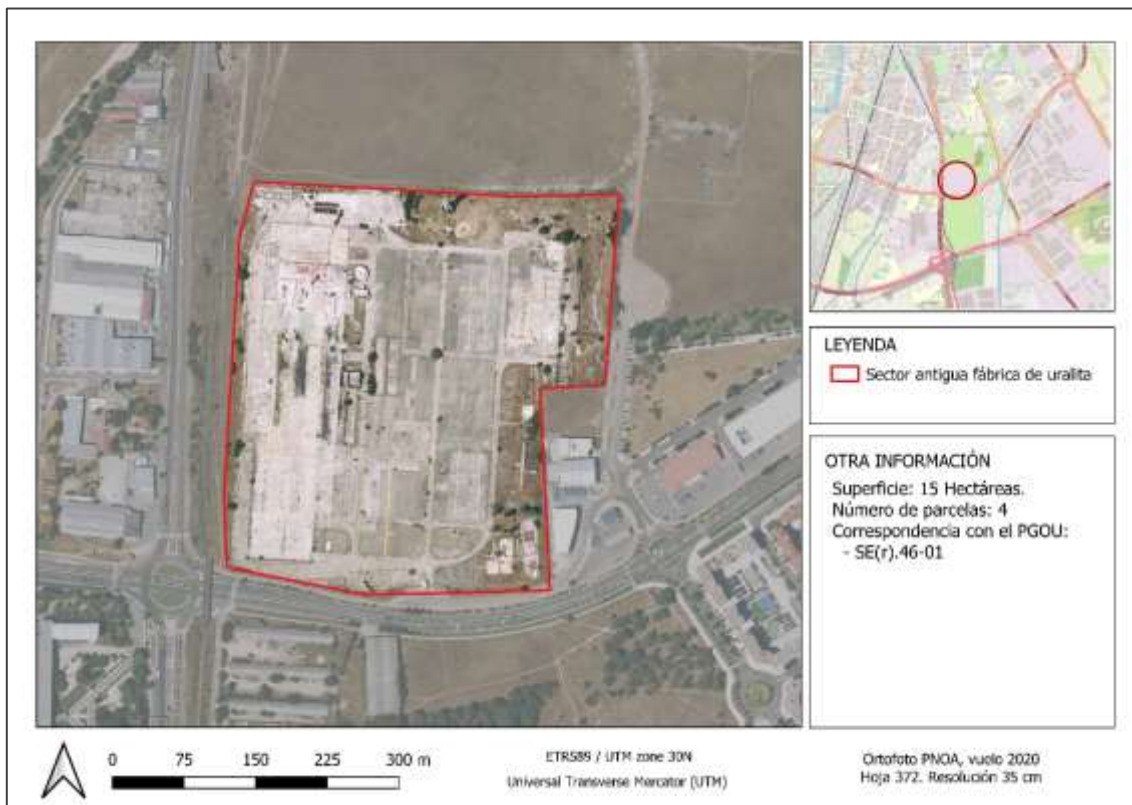 LEYENDA
Sector antigua fábrica de uralita
OTRA INFORMACIÓN
Superficie: 15 Hectáreas.
Número de parcelas: 4
Correspondencia con el PGOU:
- SE(r).46-01
0 75 150 225 300 m
ETRS89 / UTM zone 30N
Universal Transverse Mercator (UTM)
Ortofoto PNOA, vuelo 2020
Hoja 372. Resolución 35 cm